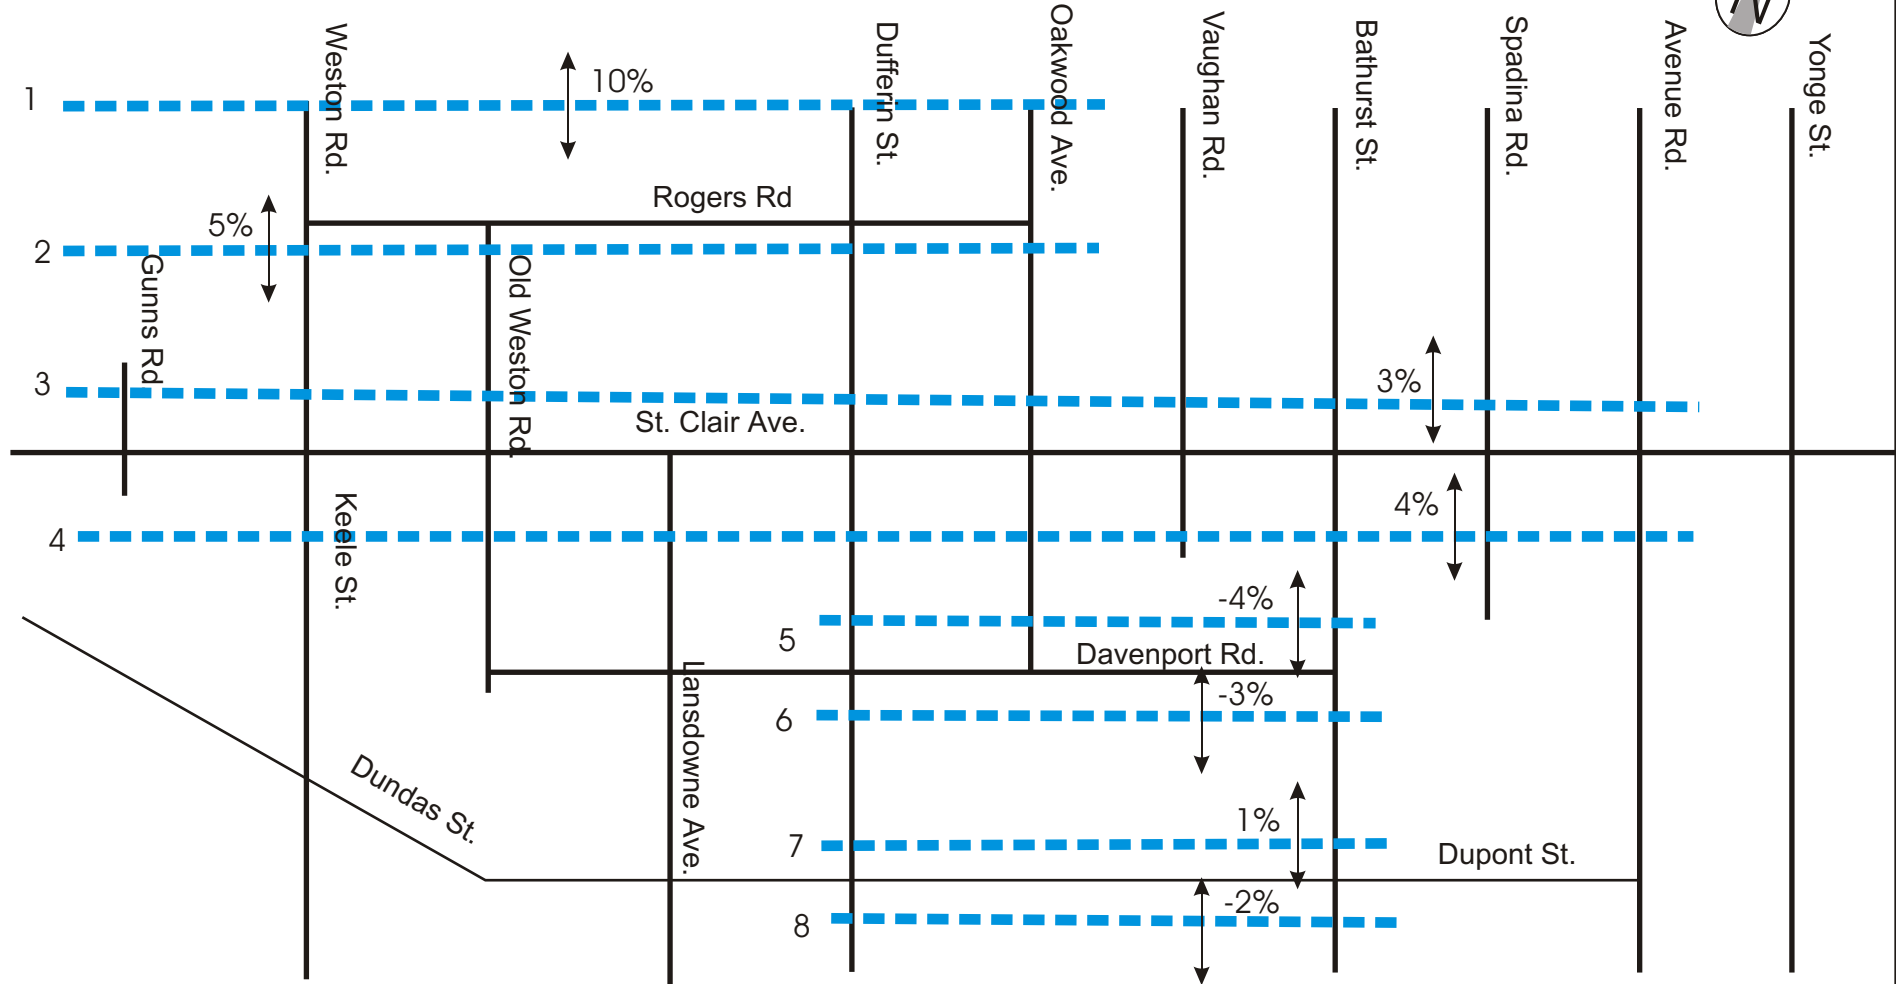 Weston Rd.
Dufferin St.
Oakwood Ave.
Vaughan Rd.
Bathurst St.
Spadina Rd.
Avenue Rd.
Yonge St.
N
1
10%
Rogers Rd
5%
2
Gunns Rd
Old Weston Rd.
3
3%
St. Clair Ave.
Keele St.
4%
4
-4%
5
Davenport Rd.
Lansdowne Ave.
-3%
6
Dundas St.
1%
7
Dupont St.
-2%
8